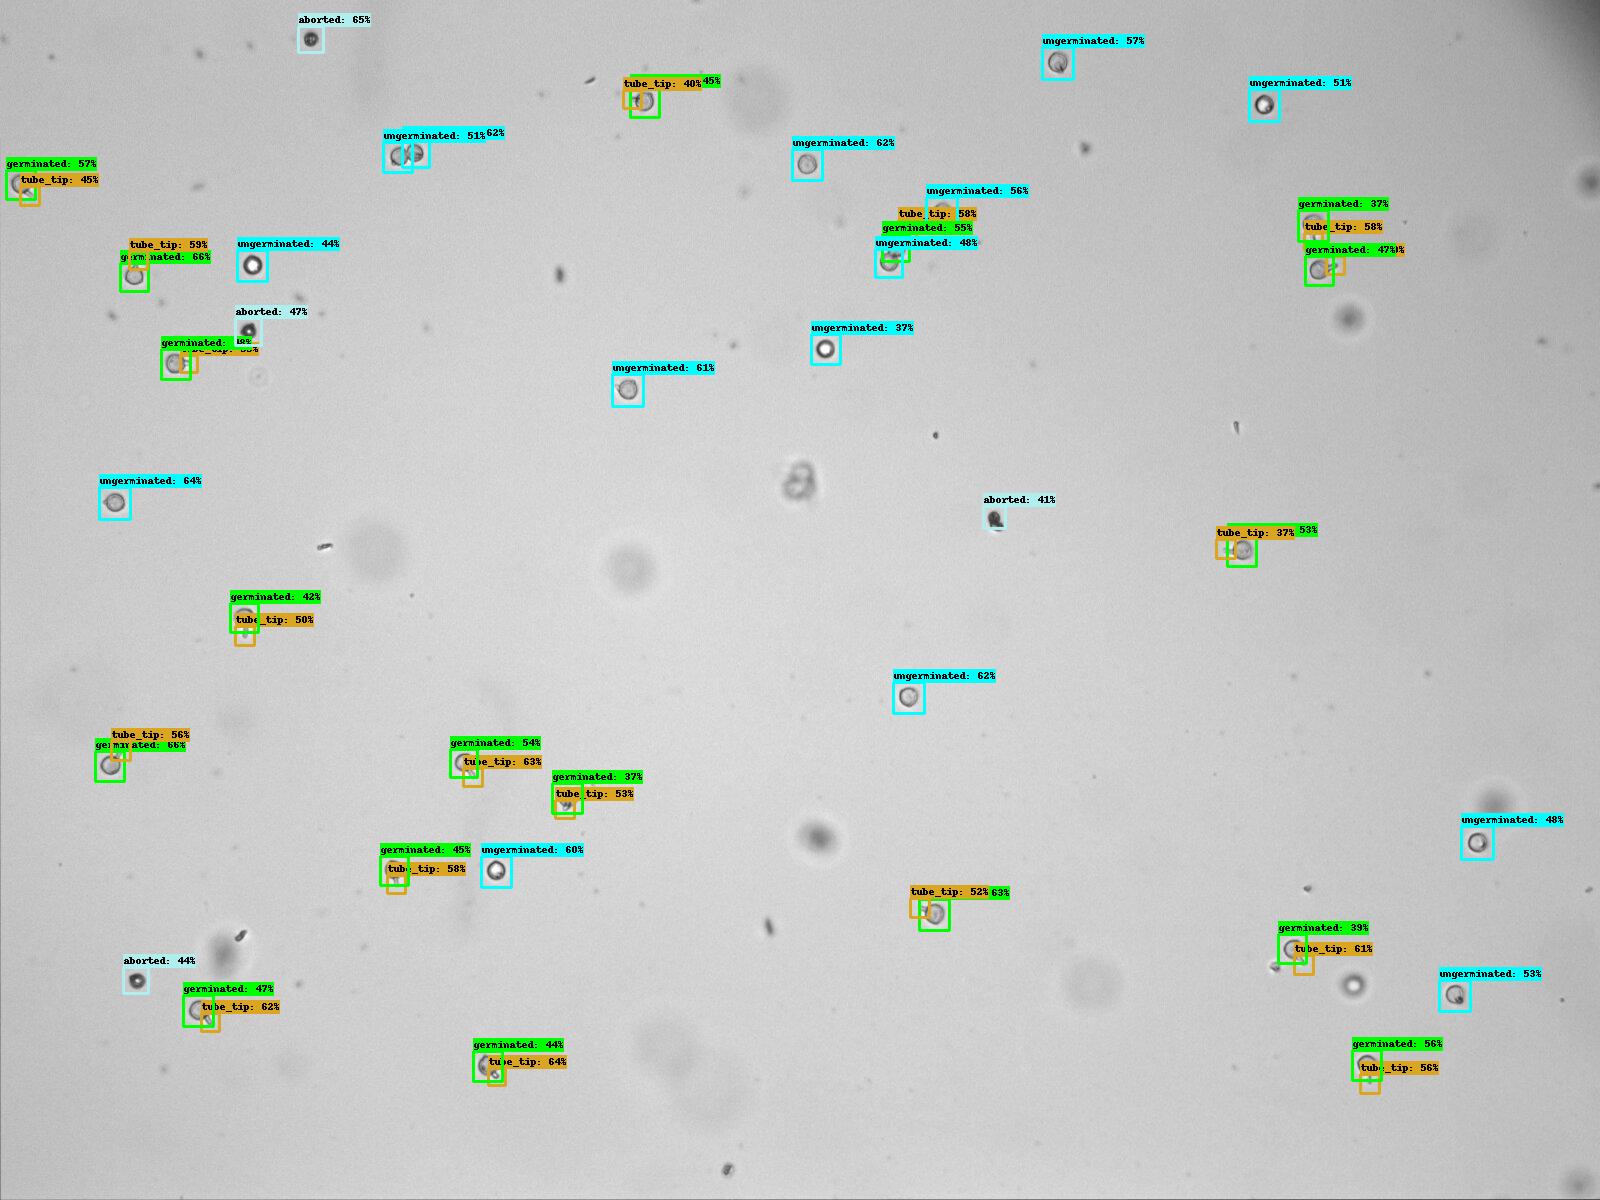 aborted: 65%
ungerminated: 57%
tube_tip: 40%
45%
ungerminated: 51%
ungerminated: 51%
62%
ungerminated: 62%
germinated: 57%
tube_tip: 45%
ungerminated: 56%
germinated: 37%
tube_tip: 58%
tube_tip: 58%
germinated: 55%
tube_tip: 59%
ungerminated: 44%
ungerminated: 48%
germinated: 47%
germinated: 66%
aborted: 47%
ungerminated: 37%
germinated:
ungerminated: 61%
ungerminated: 64%
aborted: 41%
tube_tip: 37%
53%
germinated: 42%
tube_tip: 50%
ungerminated: 62%
tube_tip: 56%
germinated: 66%
germinated: 54%
tube_tip: 63%
germinated: 37%
tube_tip: 53%
ungerminated: 48%
germinated: 45%
ungerminated: 60%
tube_tip: 58%
tube_tip: 52%
63%
germinated: 39%
tube_tip: 61%
aborted: 44%
ungerminated: 53%
germinated: 47%
tube_tip: 62%
germinated: 44%
tube_tip: 64%
germinated: 56%
tube_tip: 56%